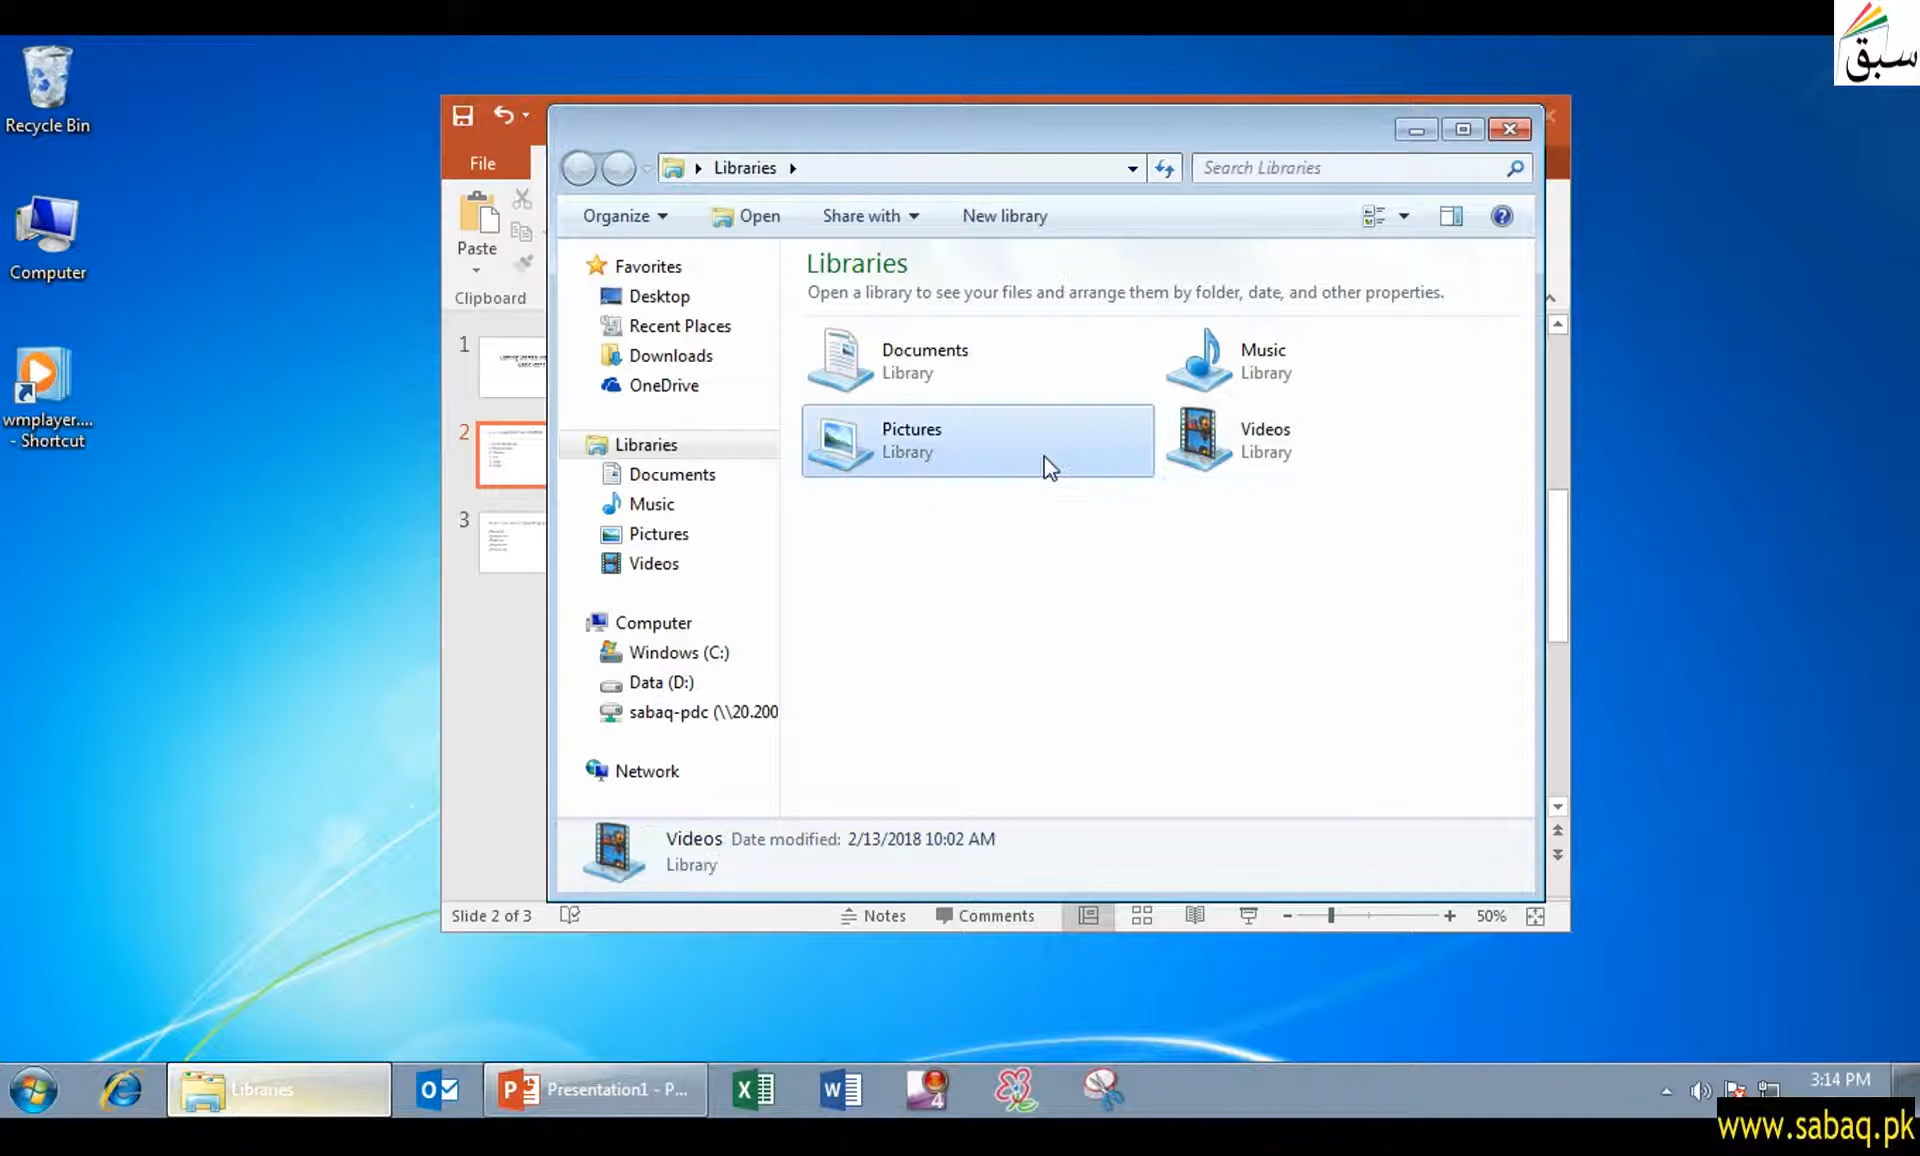 سبق
Recycle Bin
Computer
wmplayer....
- Shortcut
File
Paste
Clipboard
1
2
3
Libraries
Search Libraries
Organize
Open
Share with
New library
Favorites
Desktop
Recent Places
Downloads
OneDrive
Libraries
Documents
Music
Pictures
Videos
Computer
Windows (C:)
Data (D:)
sabaq-pdc (\\20.200
Network
Libraries
Open a library to see your files and arrange them by folder, date, and other properties.
Documents
Library
Music
Library
Pictures
Library
Videos
Library
Videos Date modified: 2/13/2018 10:02 AM
Library
Slide 2 of 3
Notes
Comments
50%
Libraries
Presentation1 - P...
3:14 PM
www.sabaq.pk